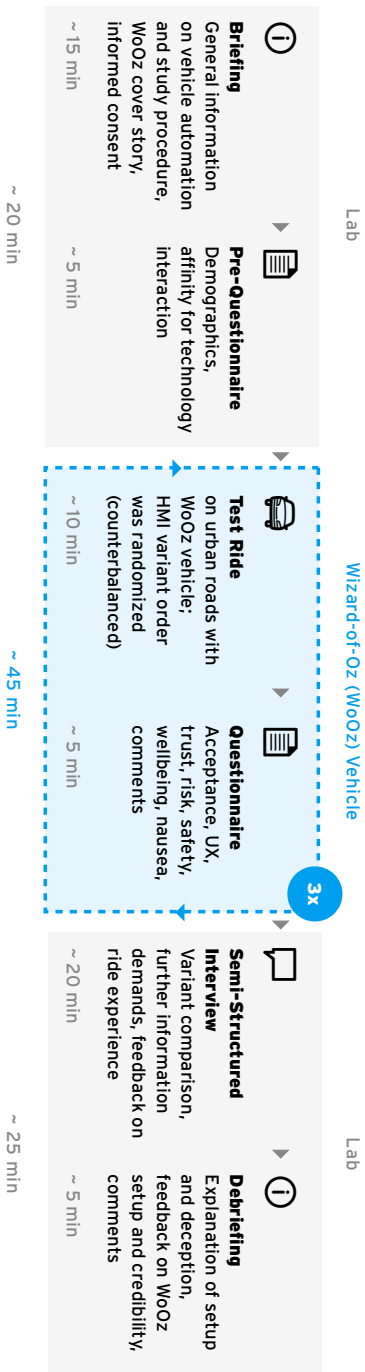 Lab
Briefing
General information
on vehicle automation
and study procedure,
WoOz cover story,
informed consent
~ 15 min
Pre-Questionnaire
Demographics,
affinity for technology
interaction
~ 5 min
~ 20 min
Wizard-of-Oz (WoOz) Vehicle
3x
Test Ride
on urban roads with
WoOz vehicle;
HMI variant order
was randomized
(counterbalanced)
~ 10 min
Questionnaire
Acceptance, UX,
trust, risk, safety,
wellbeing, nausea,
comments
~ 5 min
~ 45 min
Lab
Semi-Structured
Interview
Variant comparison,
further information
demands, feedback on
ride experience
~ 20 min
Debriefing
Explanation of setup
and deception,
feedback on WoOz
setup and credibility,
comments
~ 5 min
~ 25 min